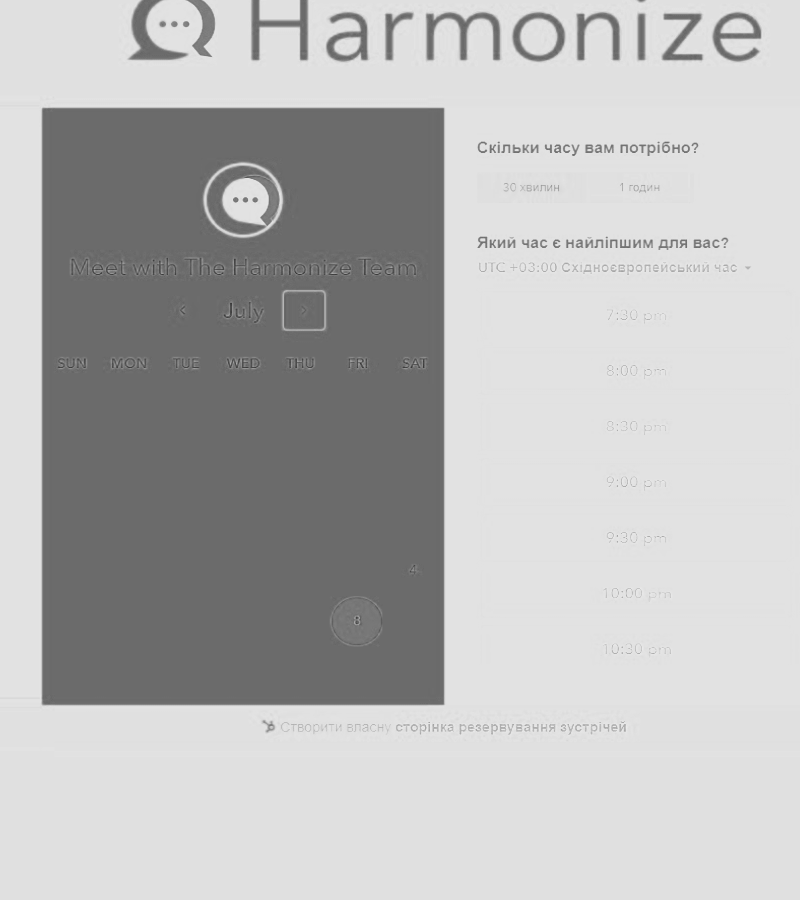 Harmonize
Meet with The Harmonize Team
July
SUN MON TUE WED THU FRI SAT
4
8
Скільки часу вам потрібно?
30 хвилин 1 годин
Який час є найліпшим для вас?
UTC +03:00 Східноєвропейський час
7:30 pm
8:00 pm
8:30 pm
9:00 pm
9:30 pm
10:00 pm
10:30 pm
Створити власну сторінка резервування зустрічей